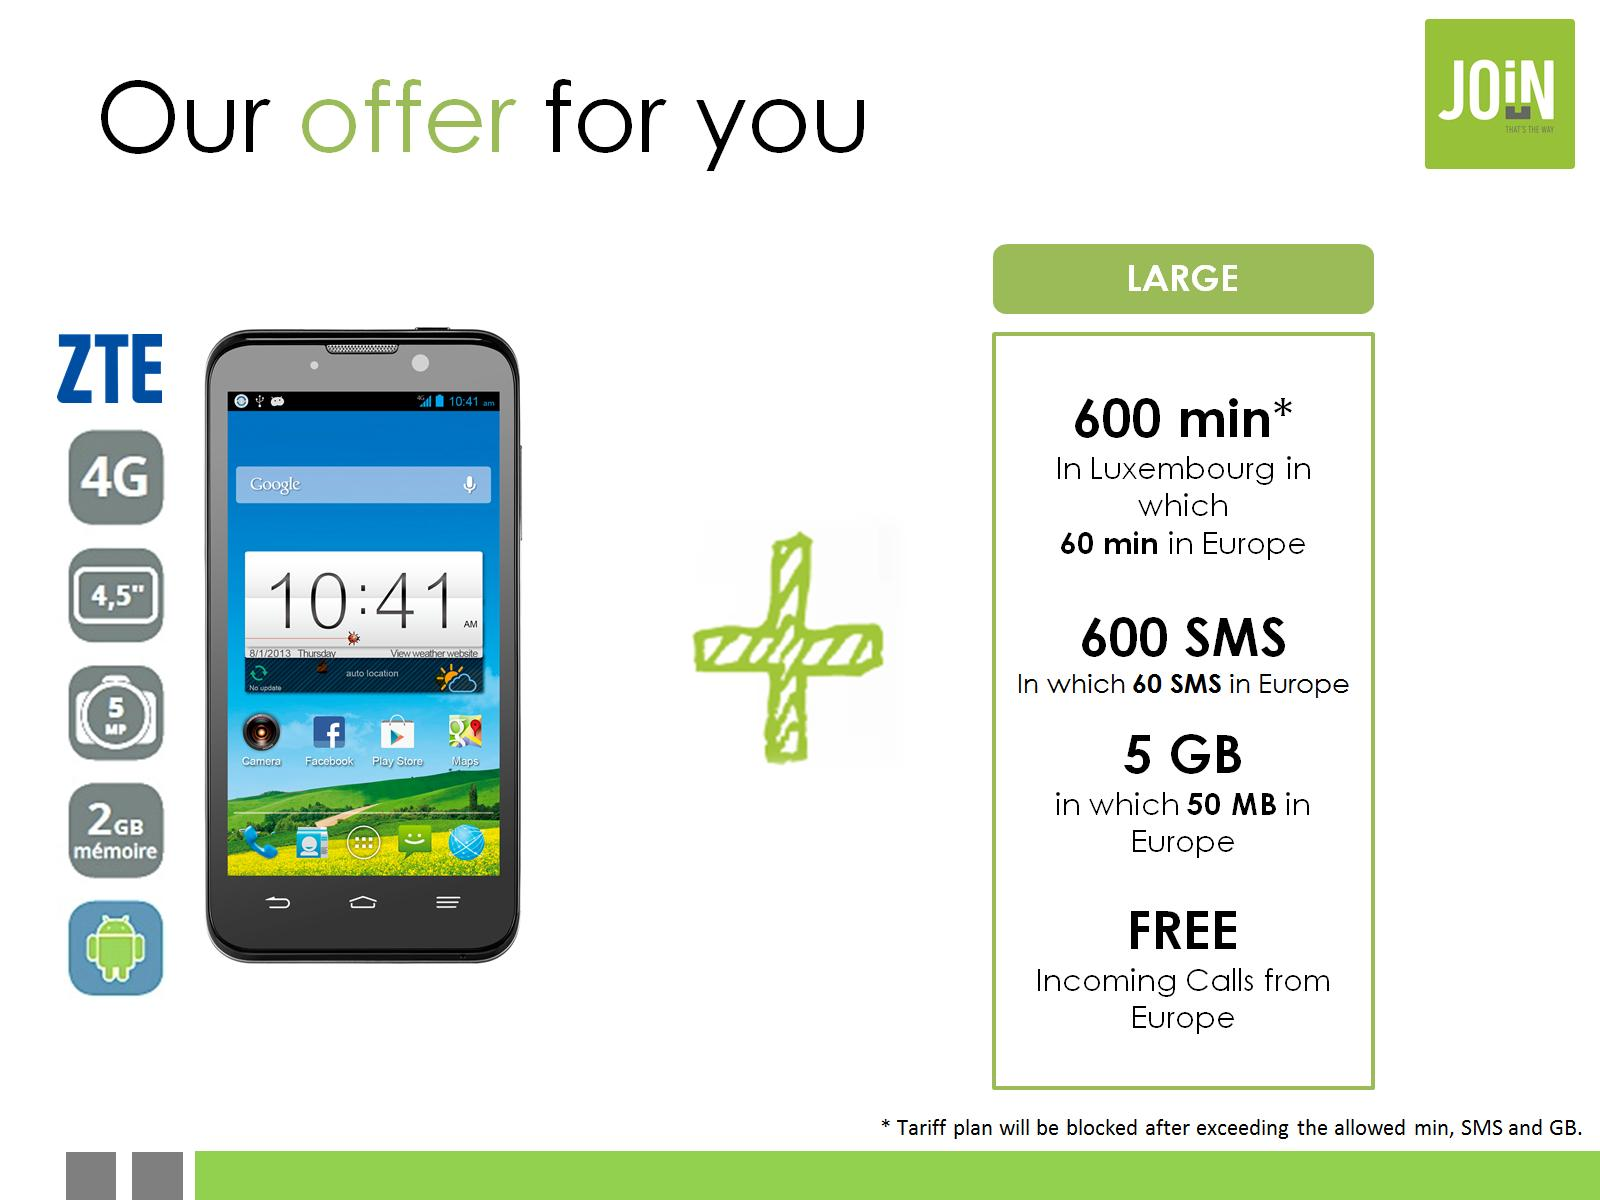 Our offer for you
JOiN
THAT'S THE WAY
LARGE
ZTE
4G
4,5"
5
MP
2GB
mémoire
4G 10:41 am
Google
10:41
AM
8/1/2013 Thursday View weather website
auto location
No update
Camera Facebook Play Store Maps
600 min*
In Luxembourg in
which
60 min in Europe
600 SMS
In which 60 SMS in Europe
5 GB
in which 50 MB in
Europe
FREE
Incoming Calls from
Europe
* Tariff plan will be blocked after exceeding the allowed min, SMS and GB.